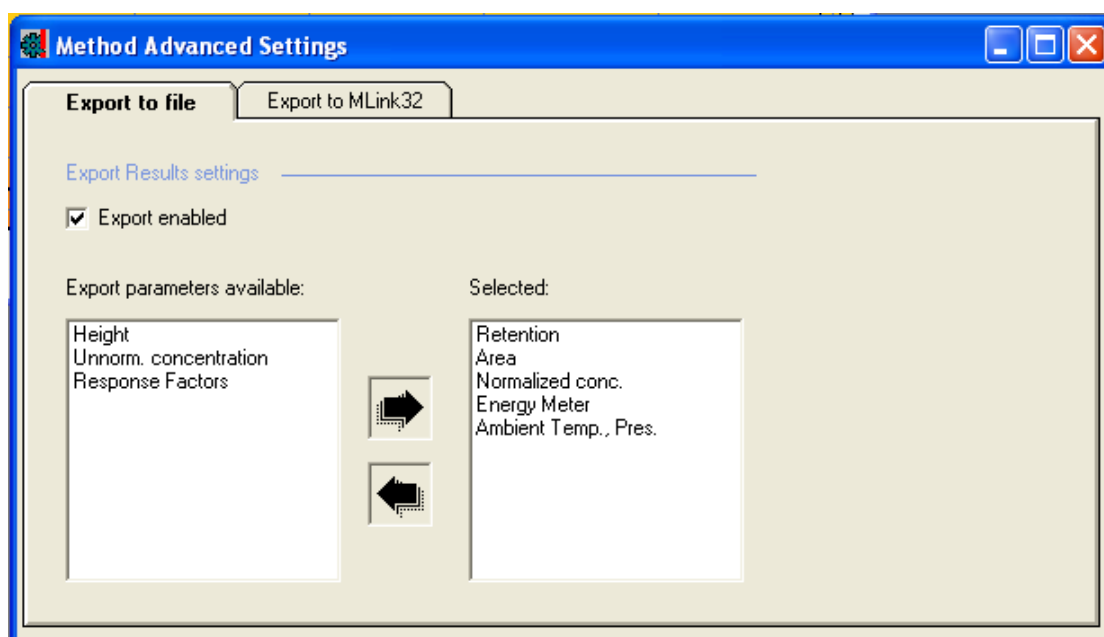 Method Advanced Settings
Export to file
Export to MLink32
Export Results settings
Export enabled
Export parameters available:
Selected:
Height
Unnorm. concentration
Response Factors
Retention
Area
Normalized conc.
Energy Meter
Ambient Temp., Pres.